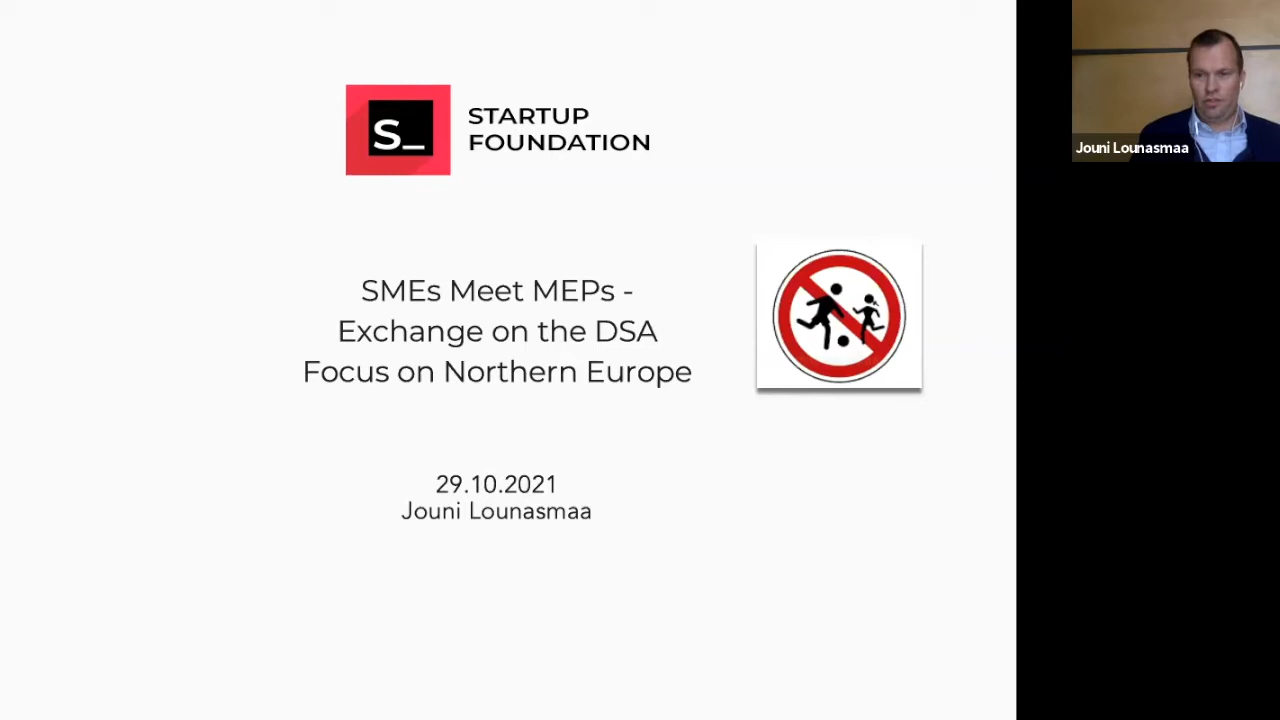 S_
STARTUP
FOUNDATION
SMEs Meet MEPs -
Exchange on the DSA
Focus on Northern Europe
29.10.2021
Jouni Lounasmaa
Jouni Lounasmaa